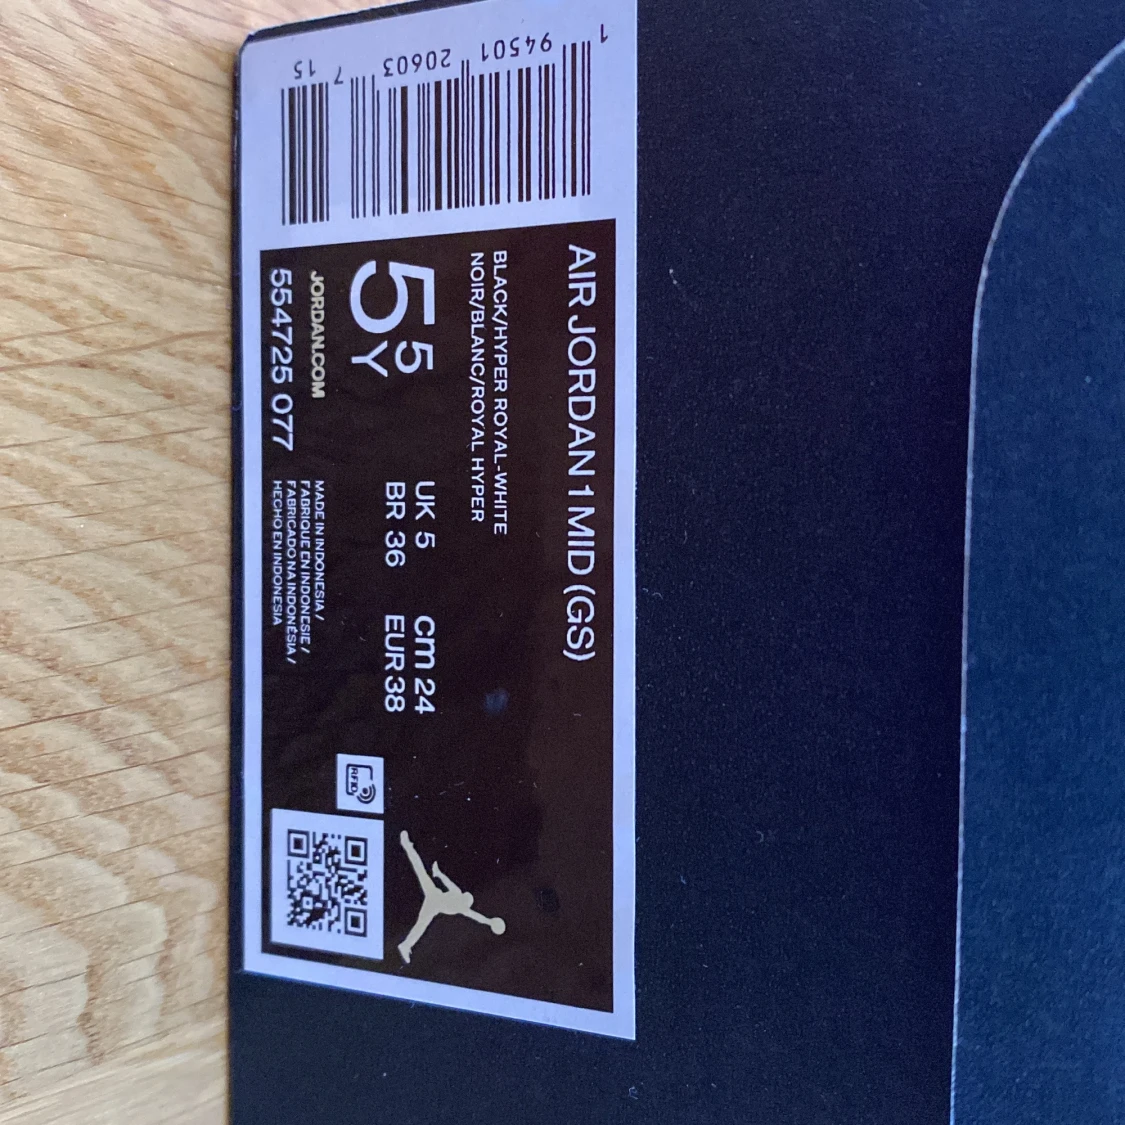 AIR JORDAN 1 MID (GS)
BLACK/HYPER ROYAL-WHITE
NOIR/BLANC/ROYAL HYPER
5 5 Y
UK 5 cm 24
BR 36 EUR 38
JORDAN.COM
554725 077
MADE IN INDONESIA /
FABRIQUE EN INDONESIE /
FABRICADO NA INDONÉSIA /
HECHO EN INDONESIA
RFID
1 94501 20603 7 15